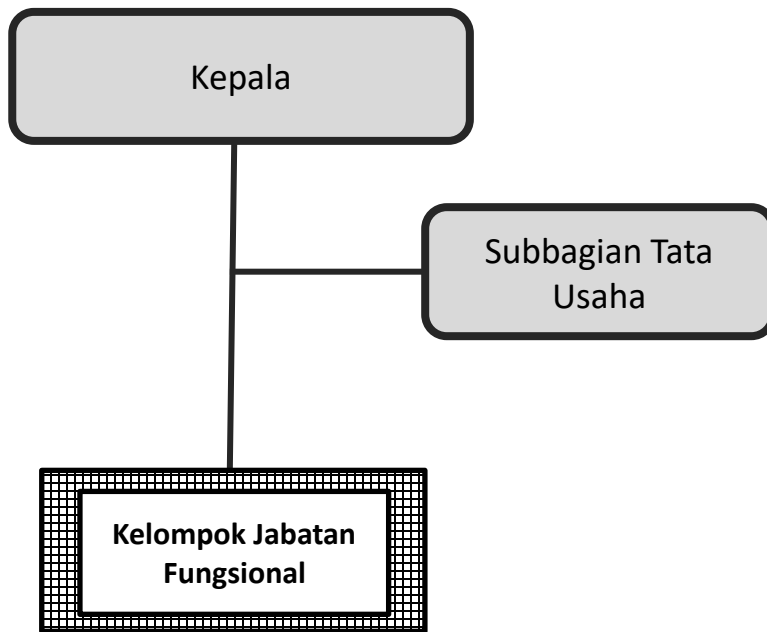 Kepala
Subbagian Tata
Usaha
Kelompok Jabatan
Fungsional